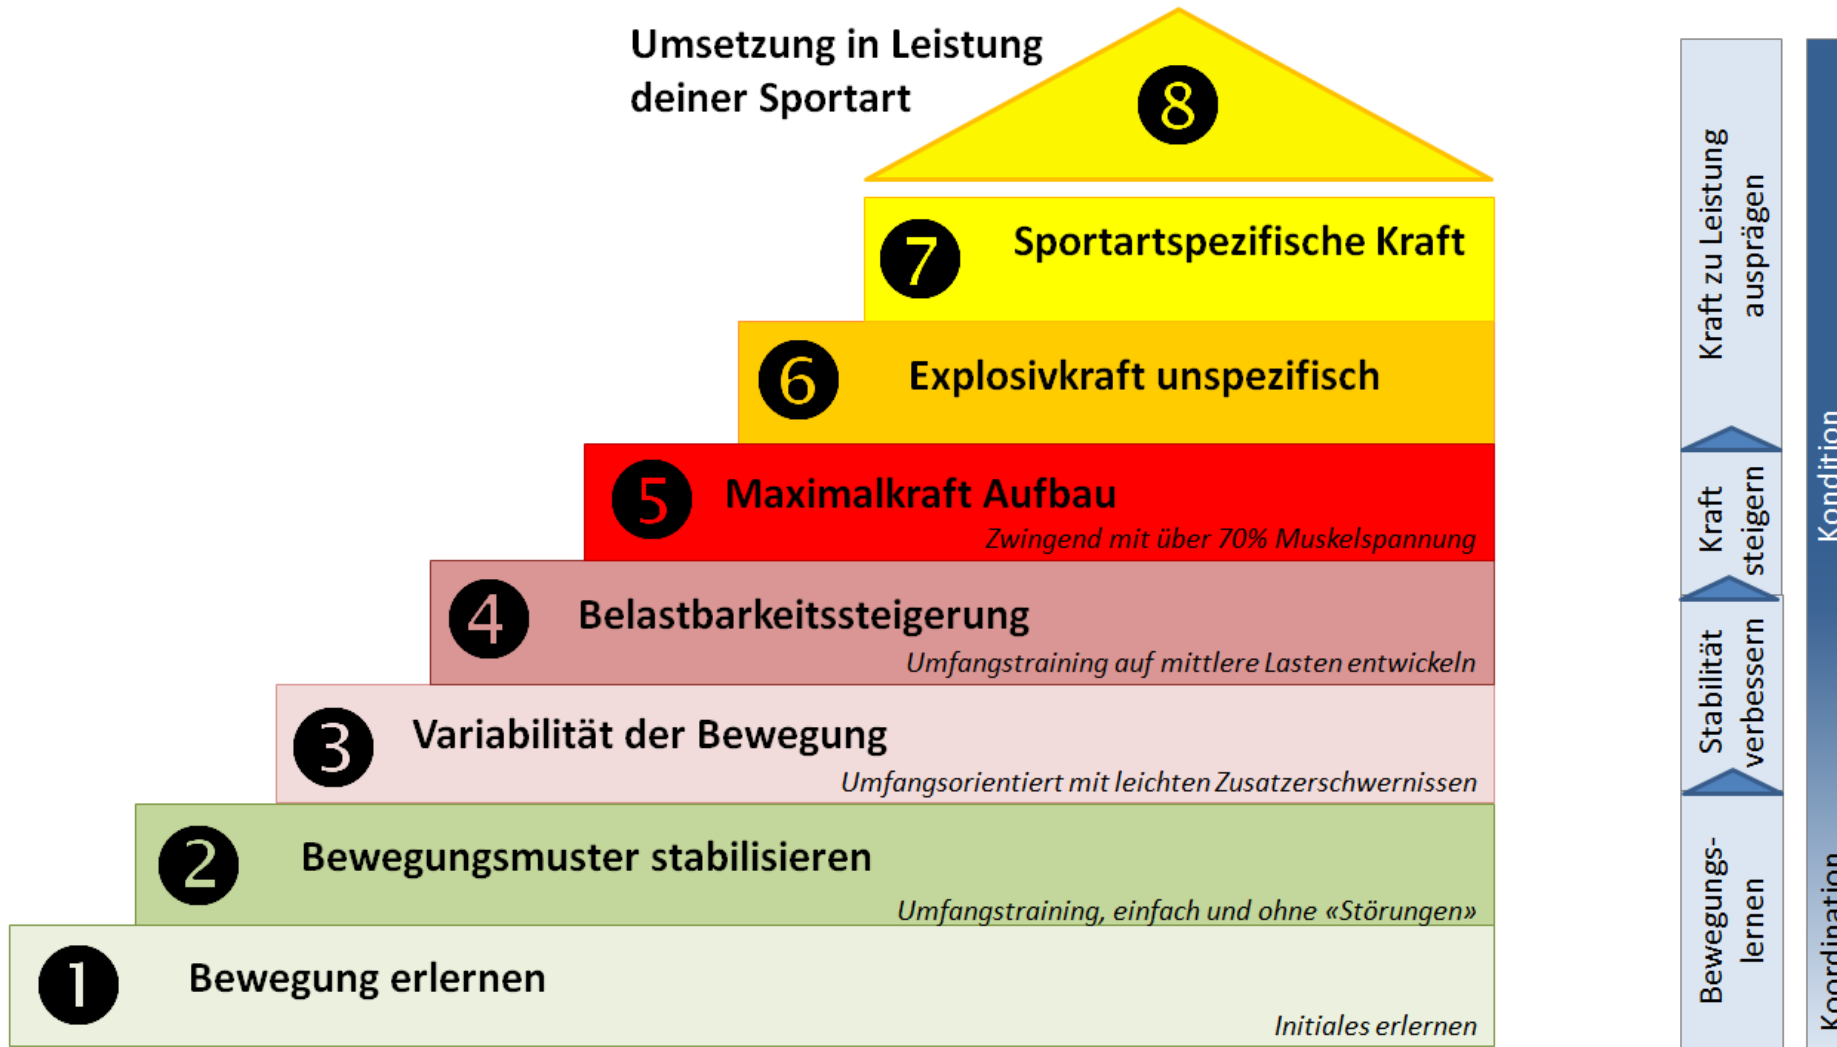 Umsetzung in Leistung
deiner Sportart
8
7
Sportartspezifische Kraft
6
Explosivkraft unspezifisch
5
Maximalkraft Aufbau
Zwingend mit über 70% Muskelspannung
4
Belastbarkeitssteigerung
Umfangstraining auf mittlere Lasten entwickeln
3
Variabilität der Bewegung
Umfangsorientiert mit leichten Zusatzerschwernissen
2
Bewegungsmuster stabilisieren
Umfangstraining, einfach und ohne «Störungen»
1
Bewegung erlernen
Initiales erlernen
Kraft zu Leistung
ausprägen
Kraft
steigern
Stabilität
verbessern
Bewegungs-
lernen
Kondition
Koordination